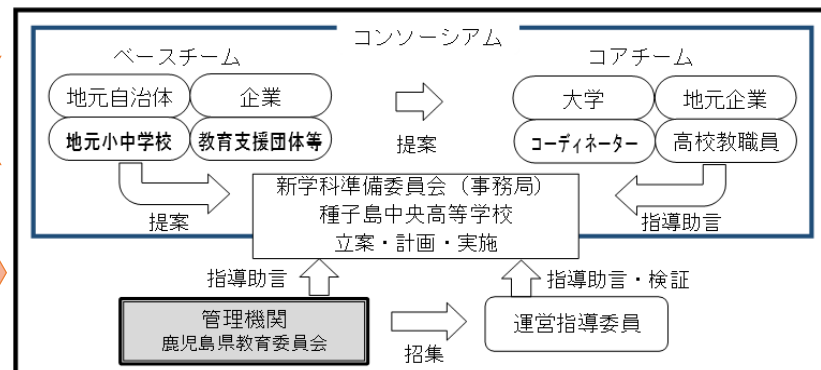 コンソーシアム
ベースチーム
コアチーム
地元自治体
企業
地元小中学校
教育支援団体等
提案
大学
地元企業
コーディネーター
高校教職員
提案
新学科準備委員会（事務局）
種子島中央高等学校
立案・計画・実施
指導助言
指導助言
指導助言・検証
管理機関
鹿児島県教育委員会
招集
運営指導委員